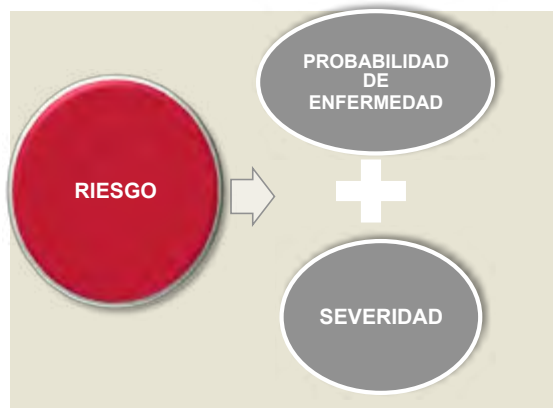 RIESGO
PROBABILIDAD
DE
ENFERMEDAD
SEVERIDAD